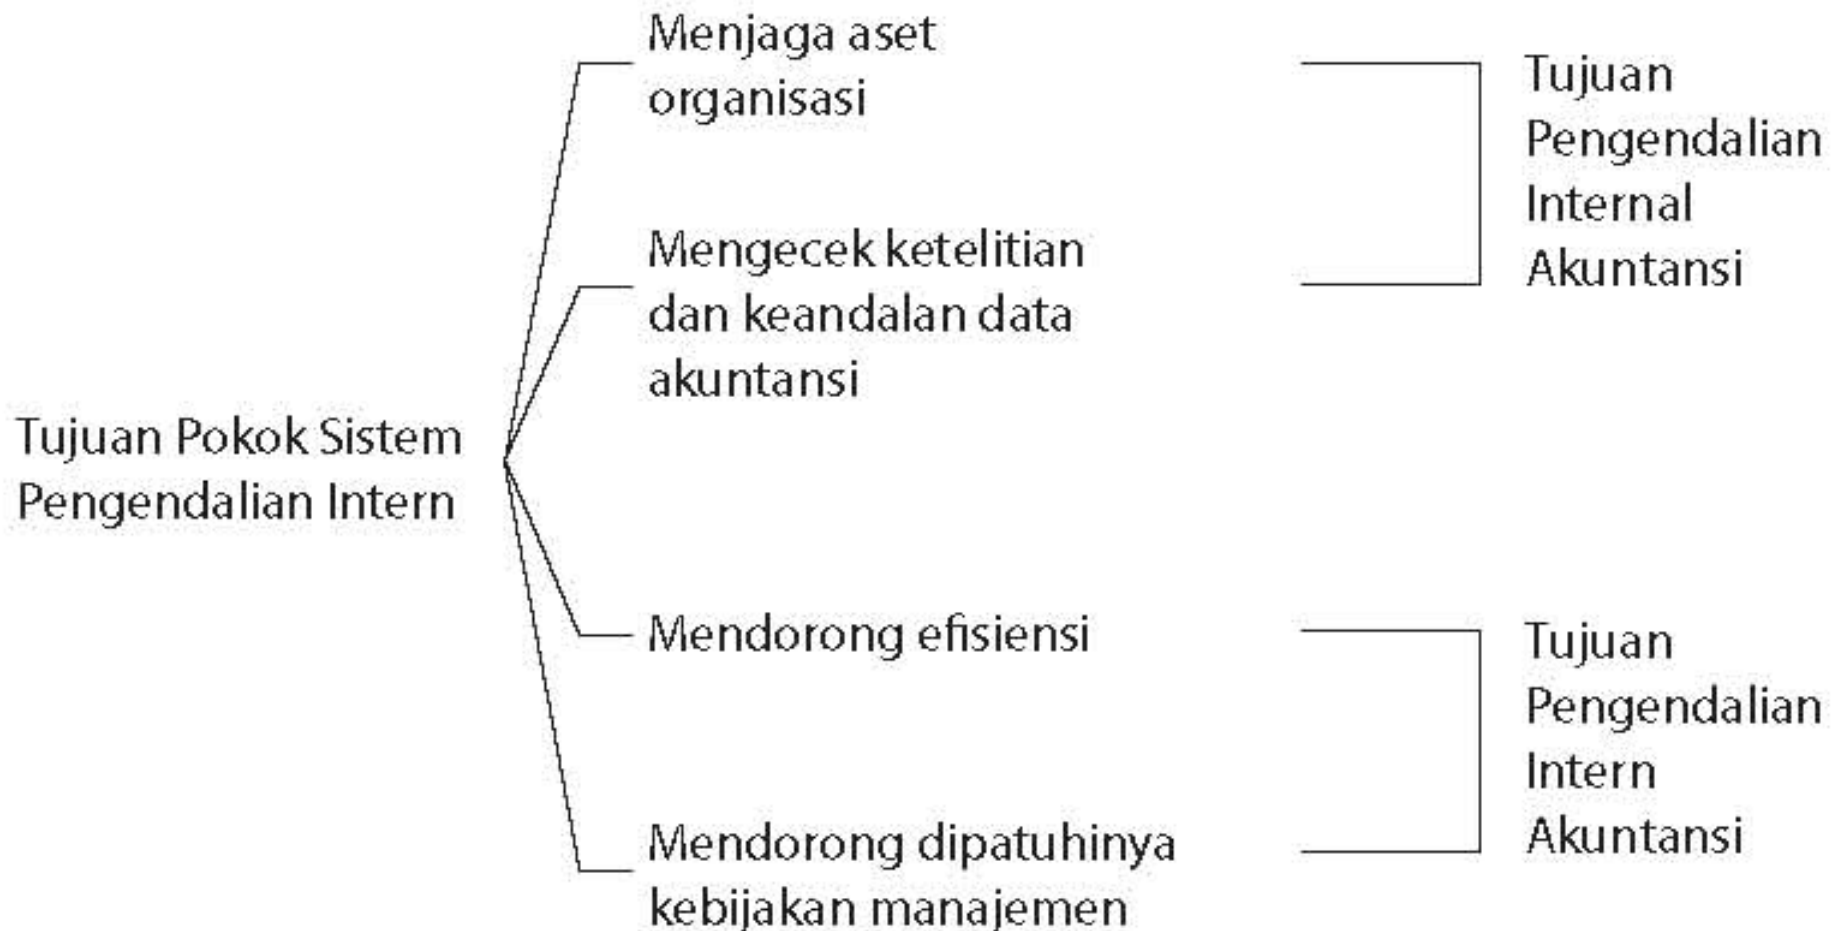 Tujuan Pokok Sistem
Pengendalian Intern
Menjaga aset
organisasi
Mengecek ketelitian
dan keandalan data
akuntansi
Mendorong efisiensi
Mendorong dipatuhinya
kebijakan manajemen
Tujuan
Pengendalian
Internal
Akuntansi
Tujuan
Pengendalian
Intern
Akuntansi